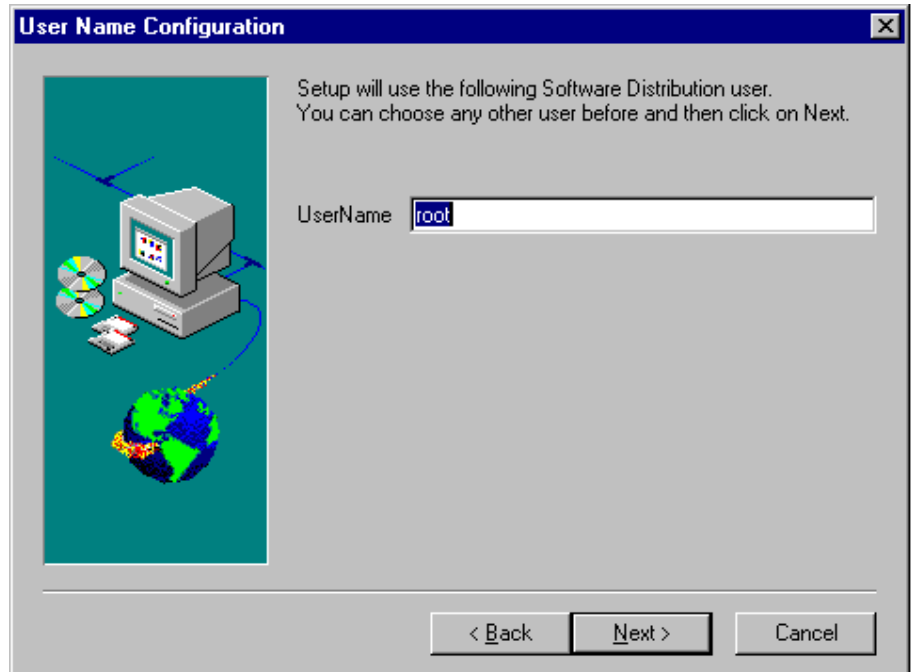 User Name Configuration
Setup will use the following Software Distribution user.
You can choose any other user before and then click on Next.
UserName root
< Back Next > Cancel